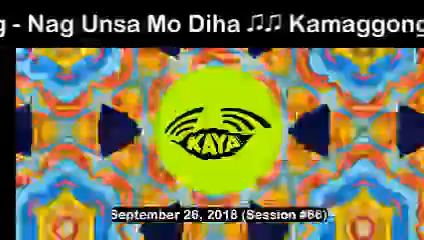 g - Nag Unsa Mo Diha ♫♫ Kamaggong
KAYA
September 26, 2018 (Session #66)